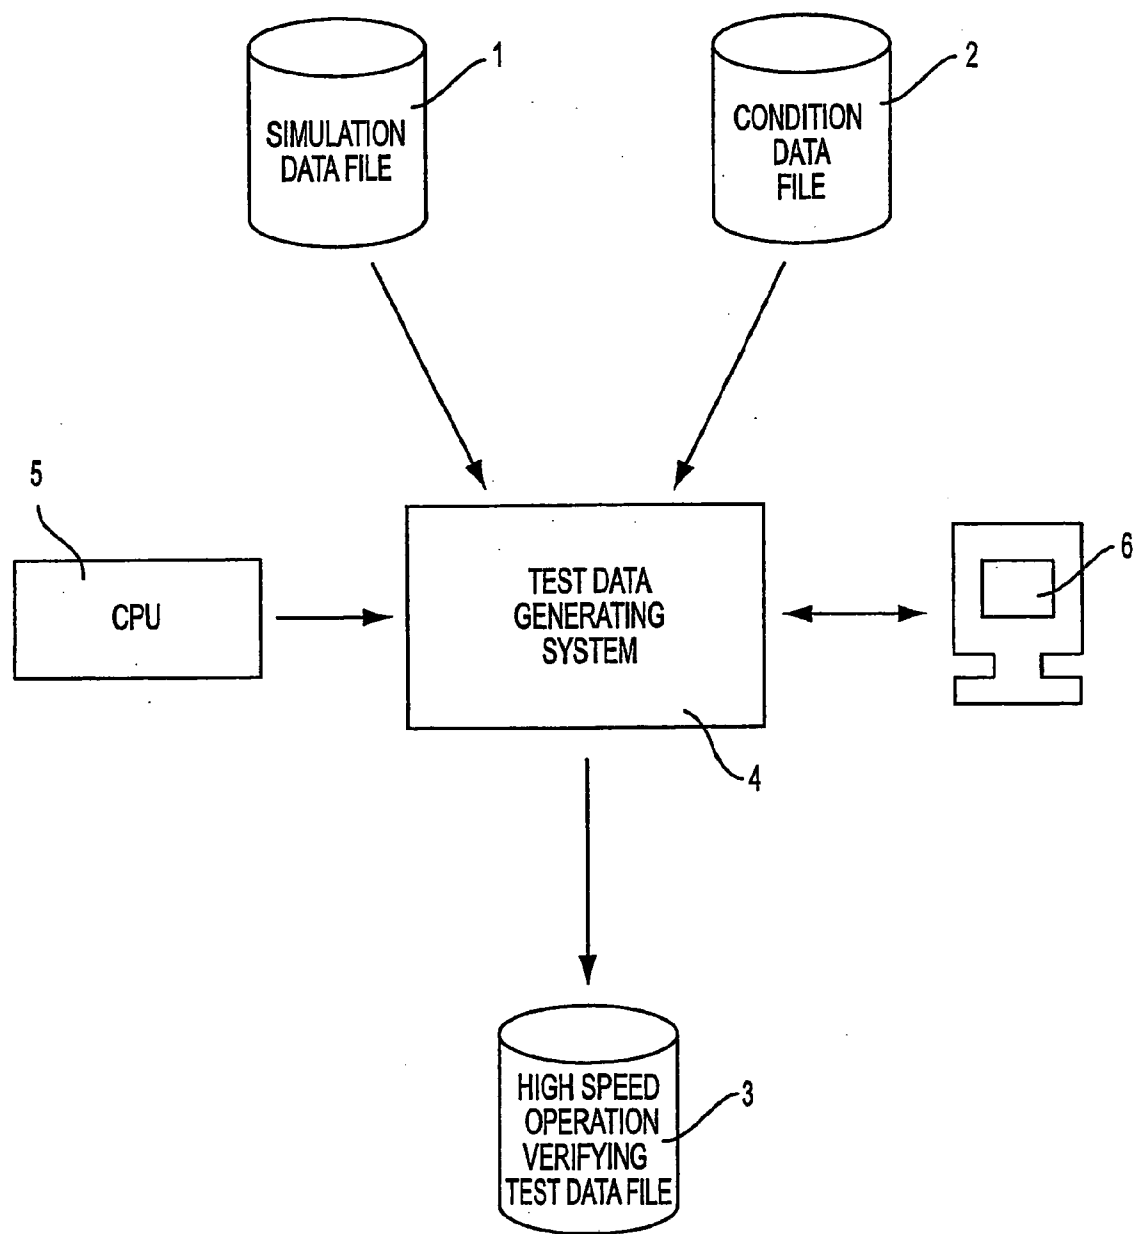 1
SIMULATION
DATA FILE
2
CONDITION
DATA
FILE
5
CPU
TEST DATA
GENERATING
SYSTEM
6
4
HIGH SPEED
OPERATION
VERIFYING
TEST DATA FILE
3